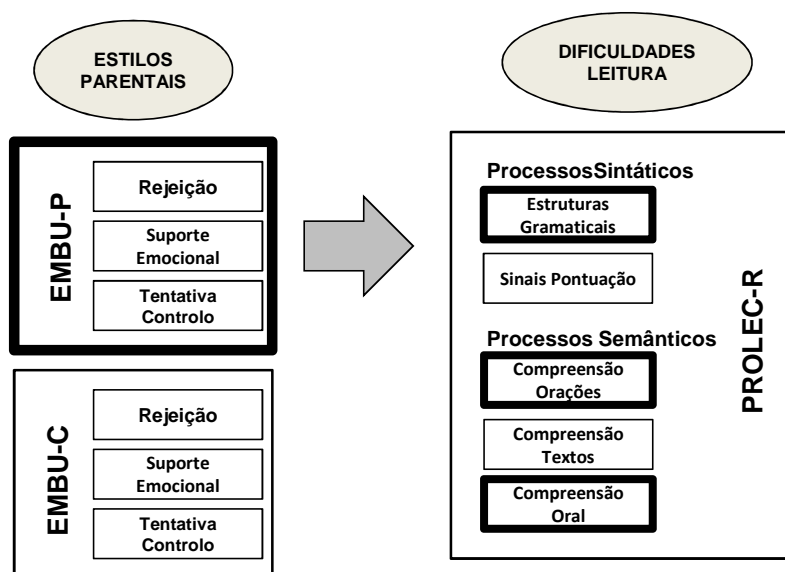 ESTILOS
PARENTAIS
EMBU-P
Rejeição
Suporte
Emocional
Tentativa
Controlo
EMBU-C
Rejeição
Suporte
Emocional
Tentativa
Controlo
DIFICULDADES
LEITURA
ProcessosSintáticos
Estruturas
Gramaticais
Sinais Pontuação
Processos Semânticos
Compreensão
Orações
Compreensão
Textos
Compreensão
Oral
PROLEC-R